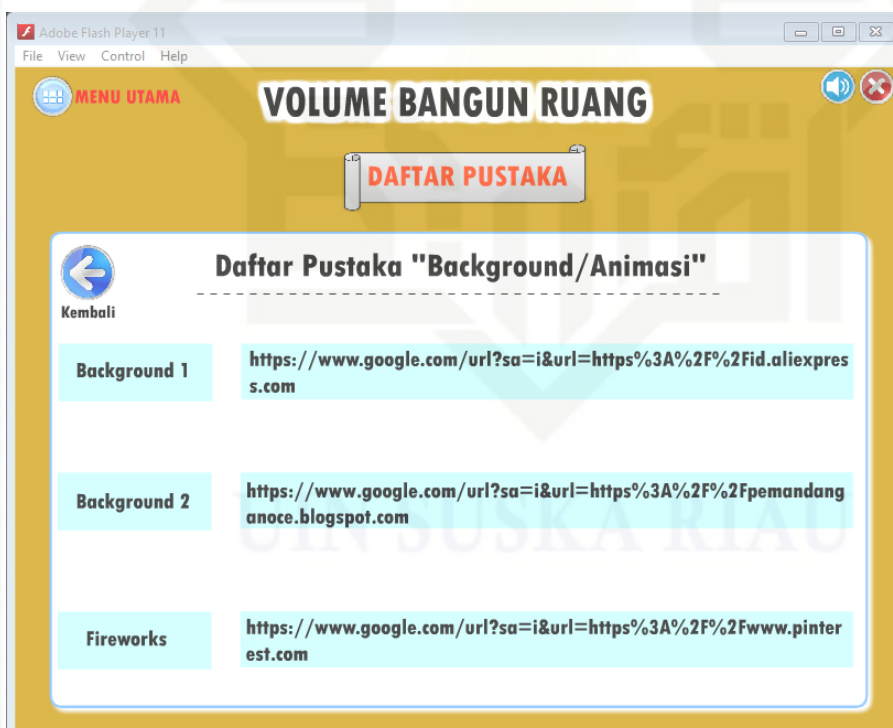 Adobe Flash Player 11
File View Control Help
MENU UTAMA
VOLUME BANGUN RUANG
DAFTAR PUSTAKA
Daftar Pustaka "Background/Animasi"
Kembali
Background 1
https://www.google.com/url?sa=i&url=https%3A%2F%2Fid.aliexpres
s.com
Background 2
https://www.google.com/url?sa=i&url=https%3A%2F%2Fpemandang
anoce.blogspot.com
UIN SUSKA RIAU
Fireworks
https://www.google.com/url?sa=i&url=https%3A%2F%2Fwww.pinter
est.com